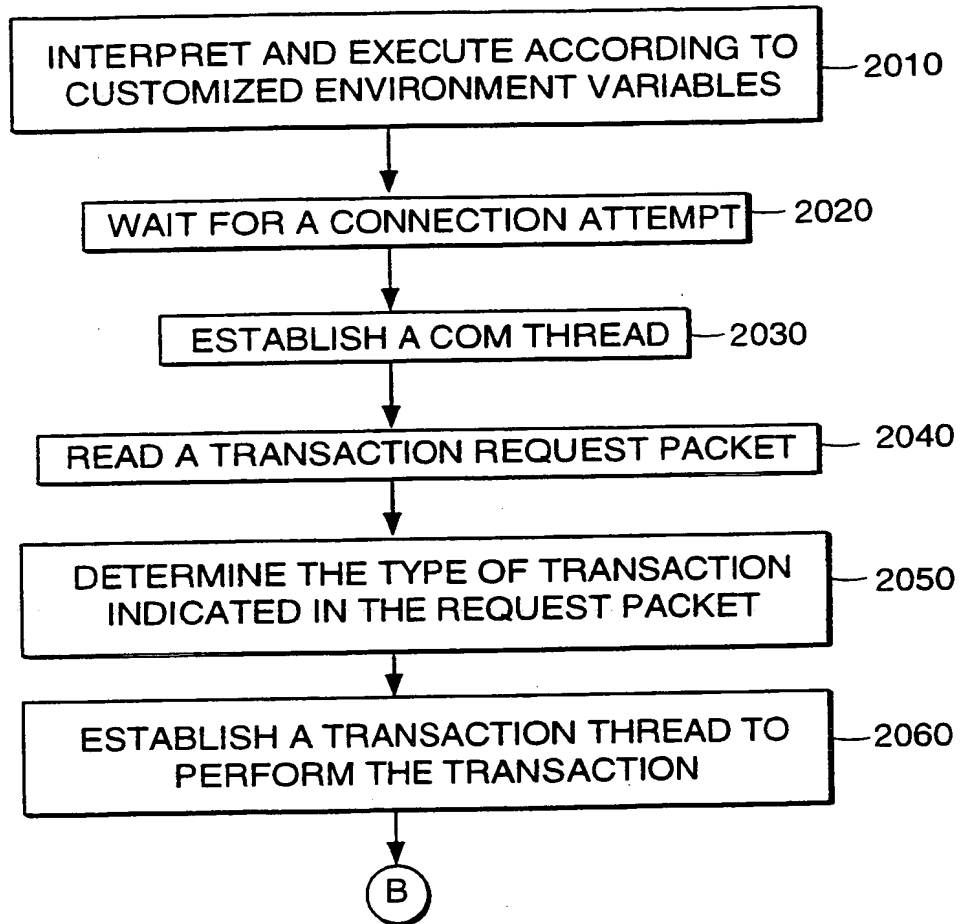 INTERPRET AND EXECUTE ACCORDING TO
CUSTOMIZED ENVIRONMENT VARIABLES
2010
WAIT FOR A CONNECTION ATTEMPT
2020
ESTABLISH A COM THREAD
2030
READ A TRANSACTION REQUEST PACKET
2040
DETERMINE THE TYPE OF TRANSACTION
INDICATED IN THE REQUEST PACKET
2050
ESTABLISH A TRANSACTION THREAD TO
PERFORM THE TRANSACTION
2060
B